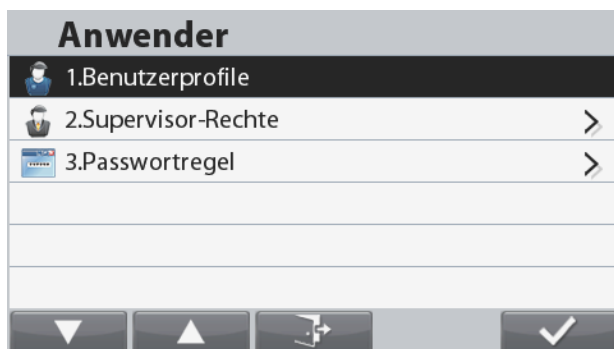 Anwender
1.Benutzerprofile
2.Supervisor-Rechte
3.Passwortregel